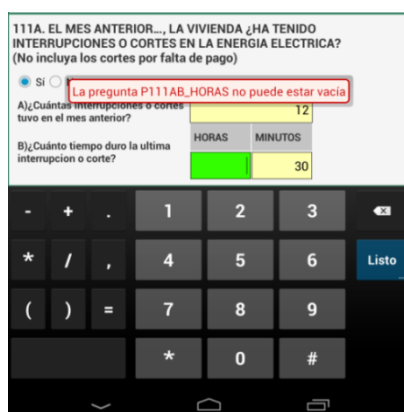 111A. EL MES ANTERIOR..., LA VIVIENDA ¿HA TENIDO
INTERRUPCIONES O CORTES EN LA ENERGIA ELECTRICA?
(No incluya los cortes por falta de
pago)
Sí
La pregunta P111AB_HORAS no puede estar vacía
A)¿Cuántas interrupciones o cortes
tuvo en el mes anterior?
12
HORAS MINUTOS
B)¿Cuánto tiempo duro la ultima
interrupcion o corte?
30
- + . 1 2 3
* / , 4 5 6 Listo
( ) = 7 8 9
* 0 #